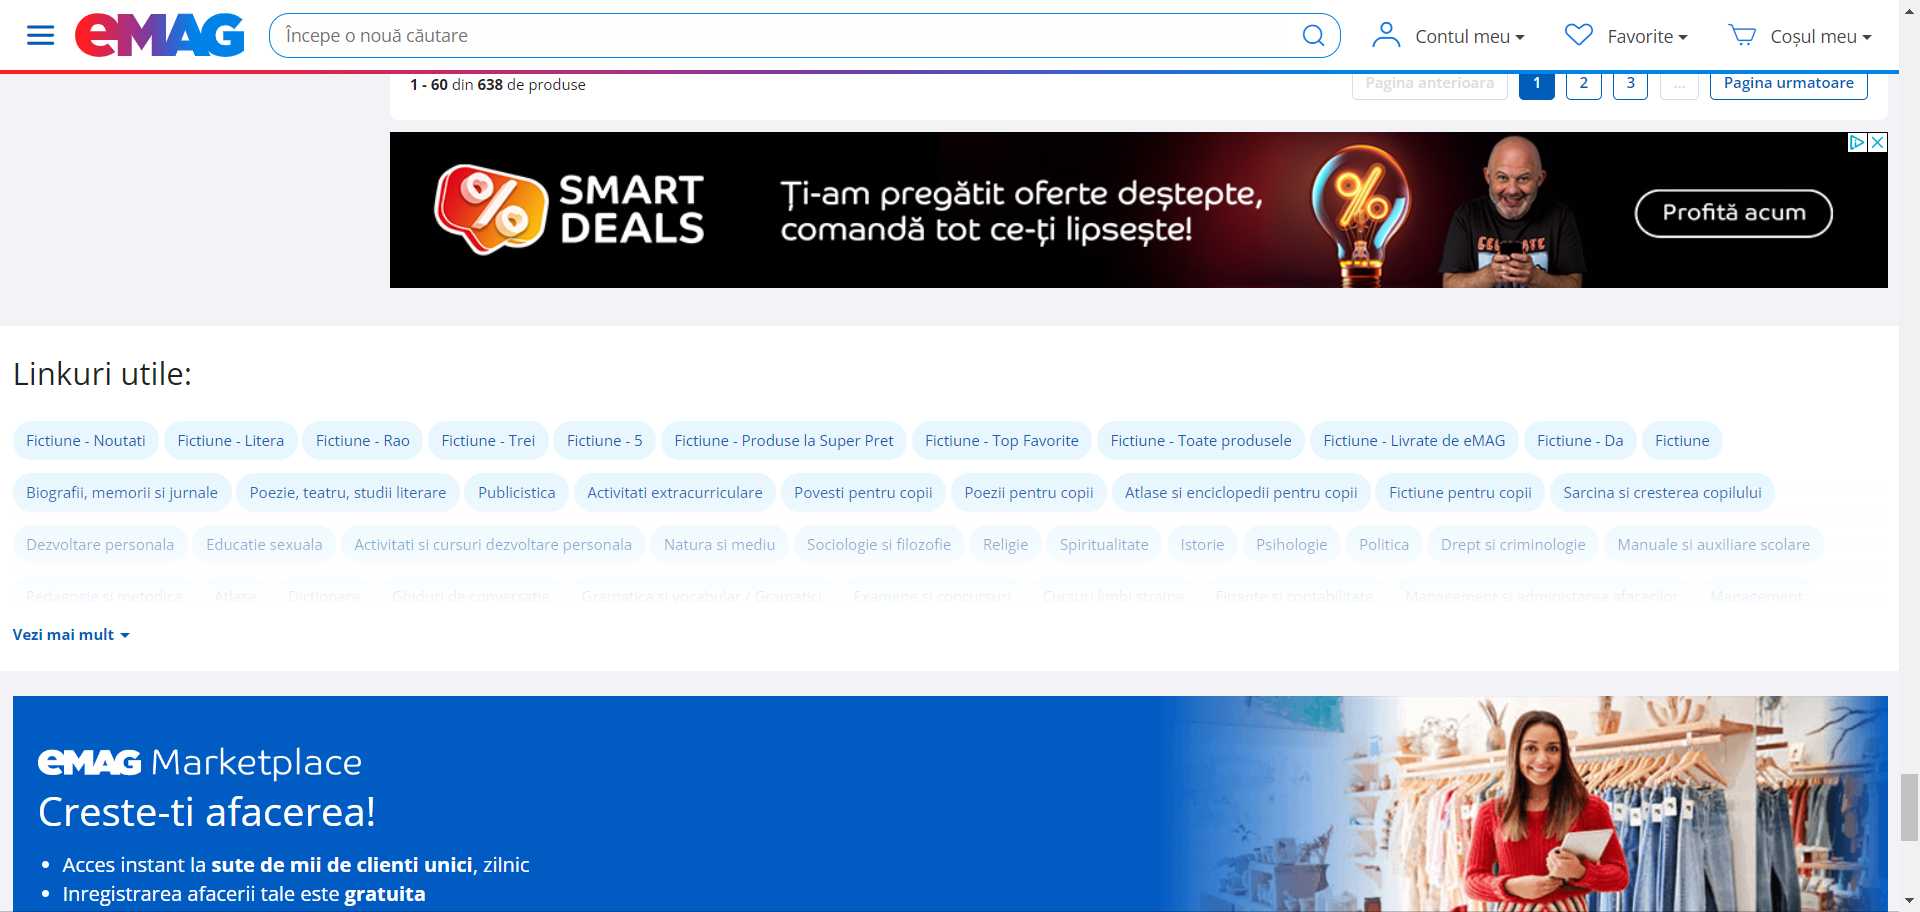 eMAG Începe o nouă căutare Contul meu Favorite Coșul meu
1 - 60 din 638 de produse Pagina anterioara 1 2 3 ... Pagina urmatoare
SMART DEALS
Ți-am pregătit oferte deștepte,
comandă tot ce-ți lipsește!
Profită acum
Linkuri utile:
Fictiune - Noutati Fictiune - Litera Fictiune - Rao Fictiune - Trei Fictiune - 5 Fictiune - Produse la Super Pret Fictiune - Top Favorite Fictiune - Toate produsele Fictiune - Livrate de eMAG Fictiune - Da Fictiune
Biografii, memorii si jurnale Poezie, teatru, studii literare Publicistica Activitati extracurriculare Povesti pentru copii Poezii pentru copii Atlase si enciclopedii pentru copii Fictiune pentru copii Sarcina si cresterea copilului
Dezvoltare personala Educatie sexuala Activitati si cursuri dezvoltare personala Natura si mediu Sociologie si filozofie Religie Spiritualitate Istorie Psihologie Politica Drept si criminologie Manuale si auxiliare scolare
Pedagogie si metodica Atlase Dictionare Ghiduri de conversatie Gramatica si vocabular / Gramatici Examene si concursuri Cursuri limbi straine Finante si contabilitate Management si administarea afacerilor Management
Vezi mai mult
eMAG Marketplace
Creste-ti afacerea!
• Acces instant la sute de mii de clienti unici, zilnic
• Inregistrarea afacerii tale este gratuita